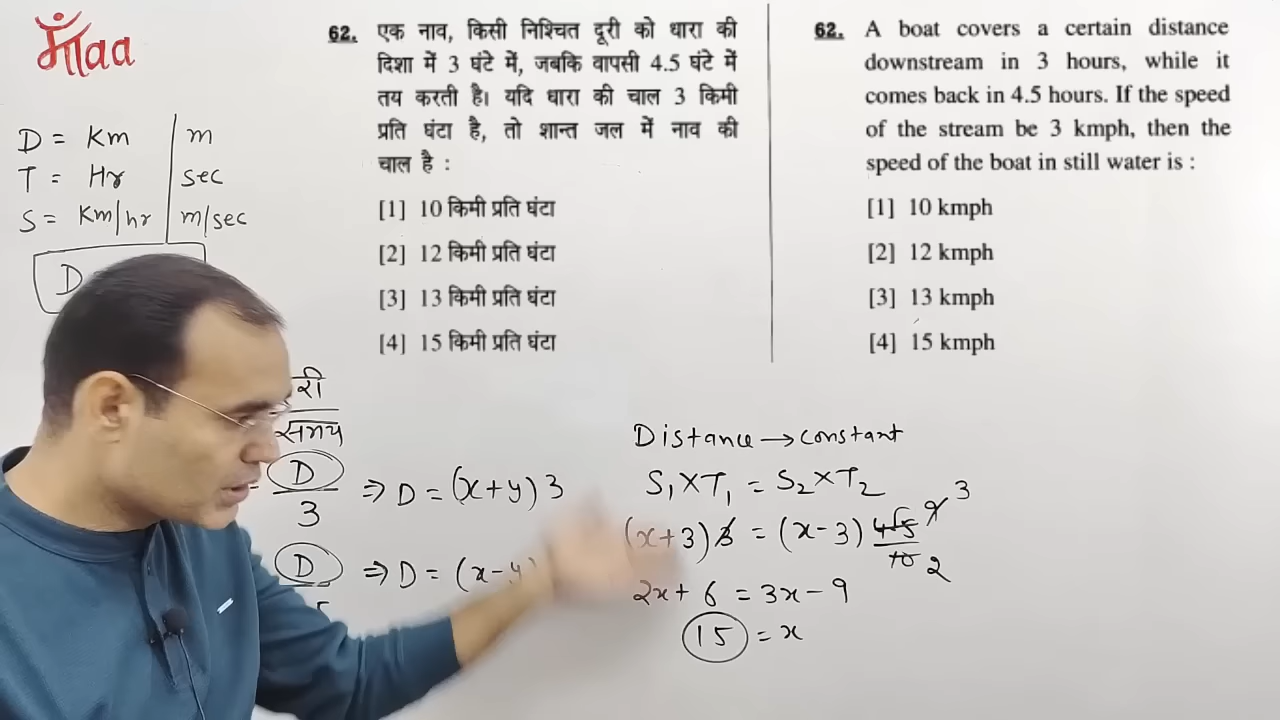 माँaa
62. एक नाव, किसी निश्चित दूरी को धारा की
दिशा में 3 घंटे में, जबकि वापसी 4.5 घंटे में
तय करती है। यदि धारा की चाल 3 किमी
प्रति घंटा है, तो शान्त जल में नाव की
चाल है :
[1] 10 किमी प्रति घंटा
[2] 12 किमी प्रति घंटा
[3] 13 किमी प्रति घंटा
[4] 15 किमी प्रति घंटा
62. A boat covers a certain distance
downstream in 3 hours, while it
comes back in 4.5 hours. If the speed
of the stream be 3 kmph, then the
speed of the boat in still water is :
[1] 10 kmph
[2] 12 kmph
[3] 13 kmph
[4] 15 kmph
D = Km | m
T = Hr | sec
S = Km/hr | m/sec
D
समय
D/3 ⇒ D = (x+y) 3
D ⇒ D = (x-y)
Distance → constant
S₁×T₁ = S₂×T₂
(x+3) 3 = (x-3) 45/10 9 3 2
2x+6 = 3x-9
15 = x